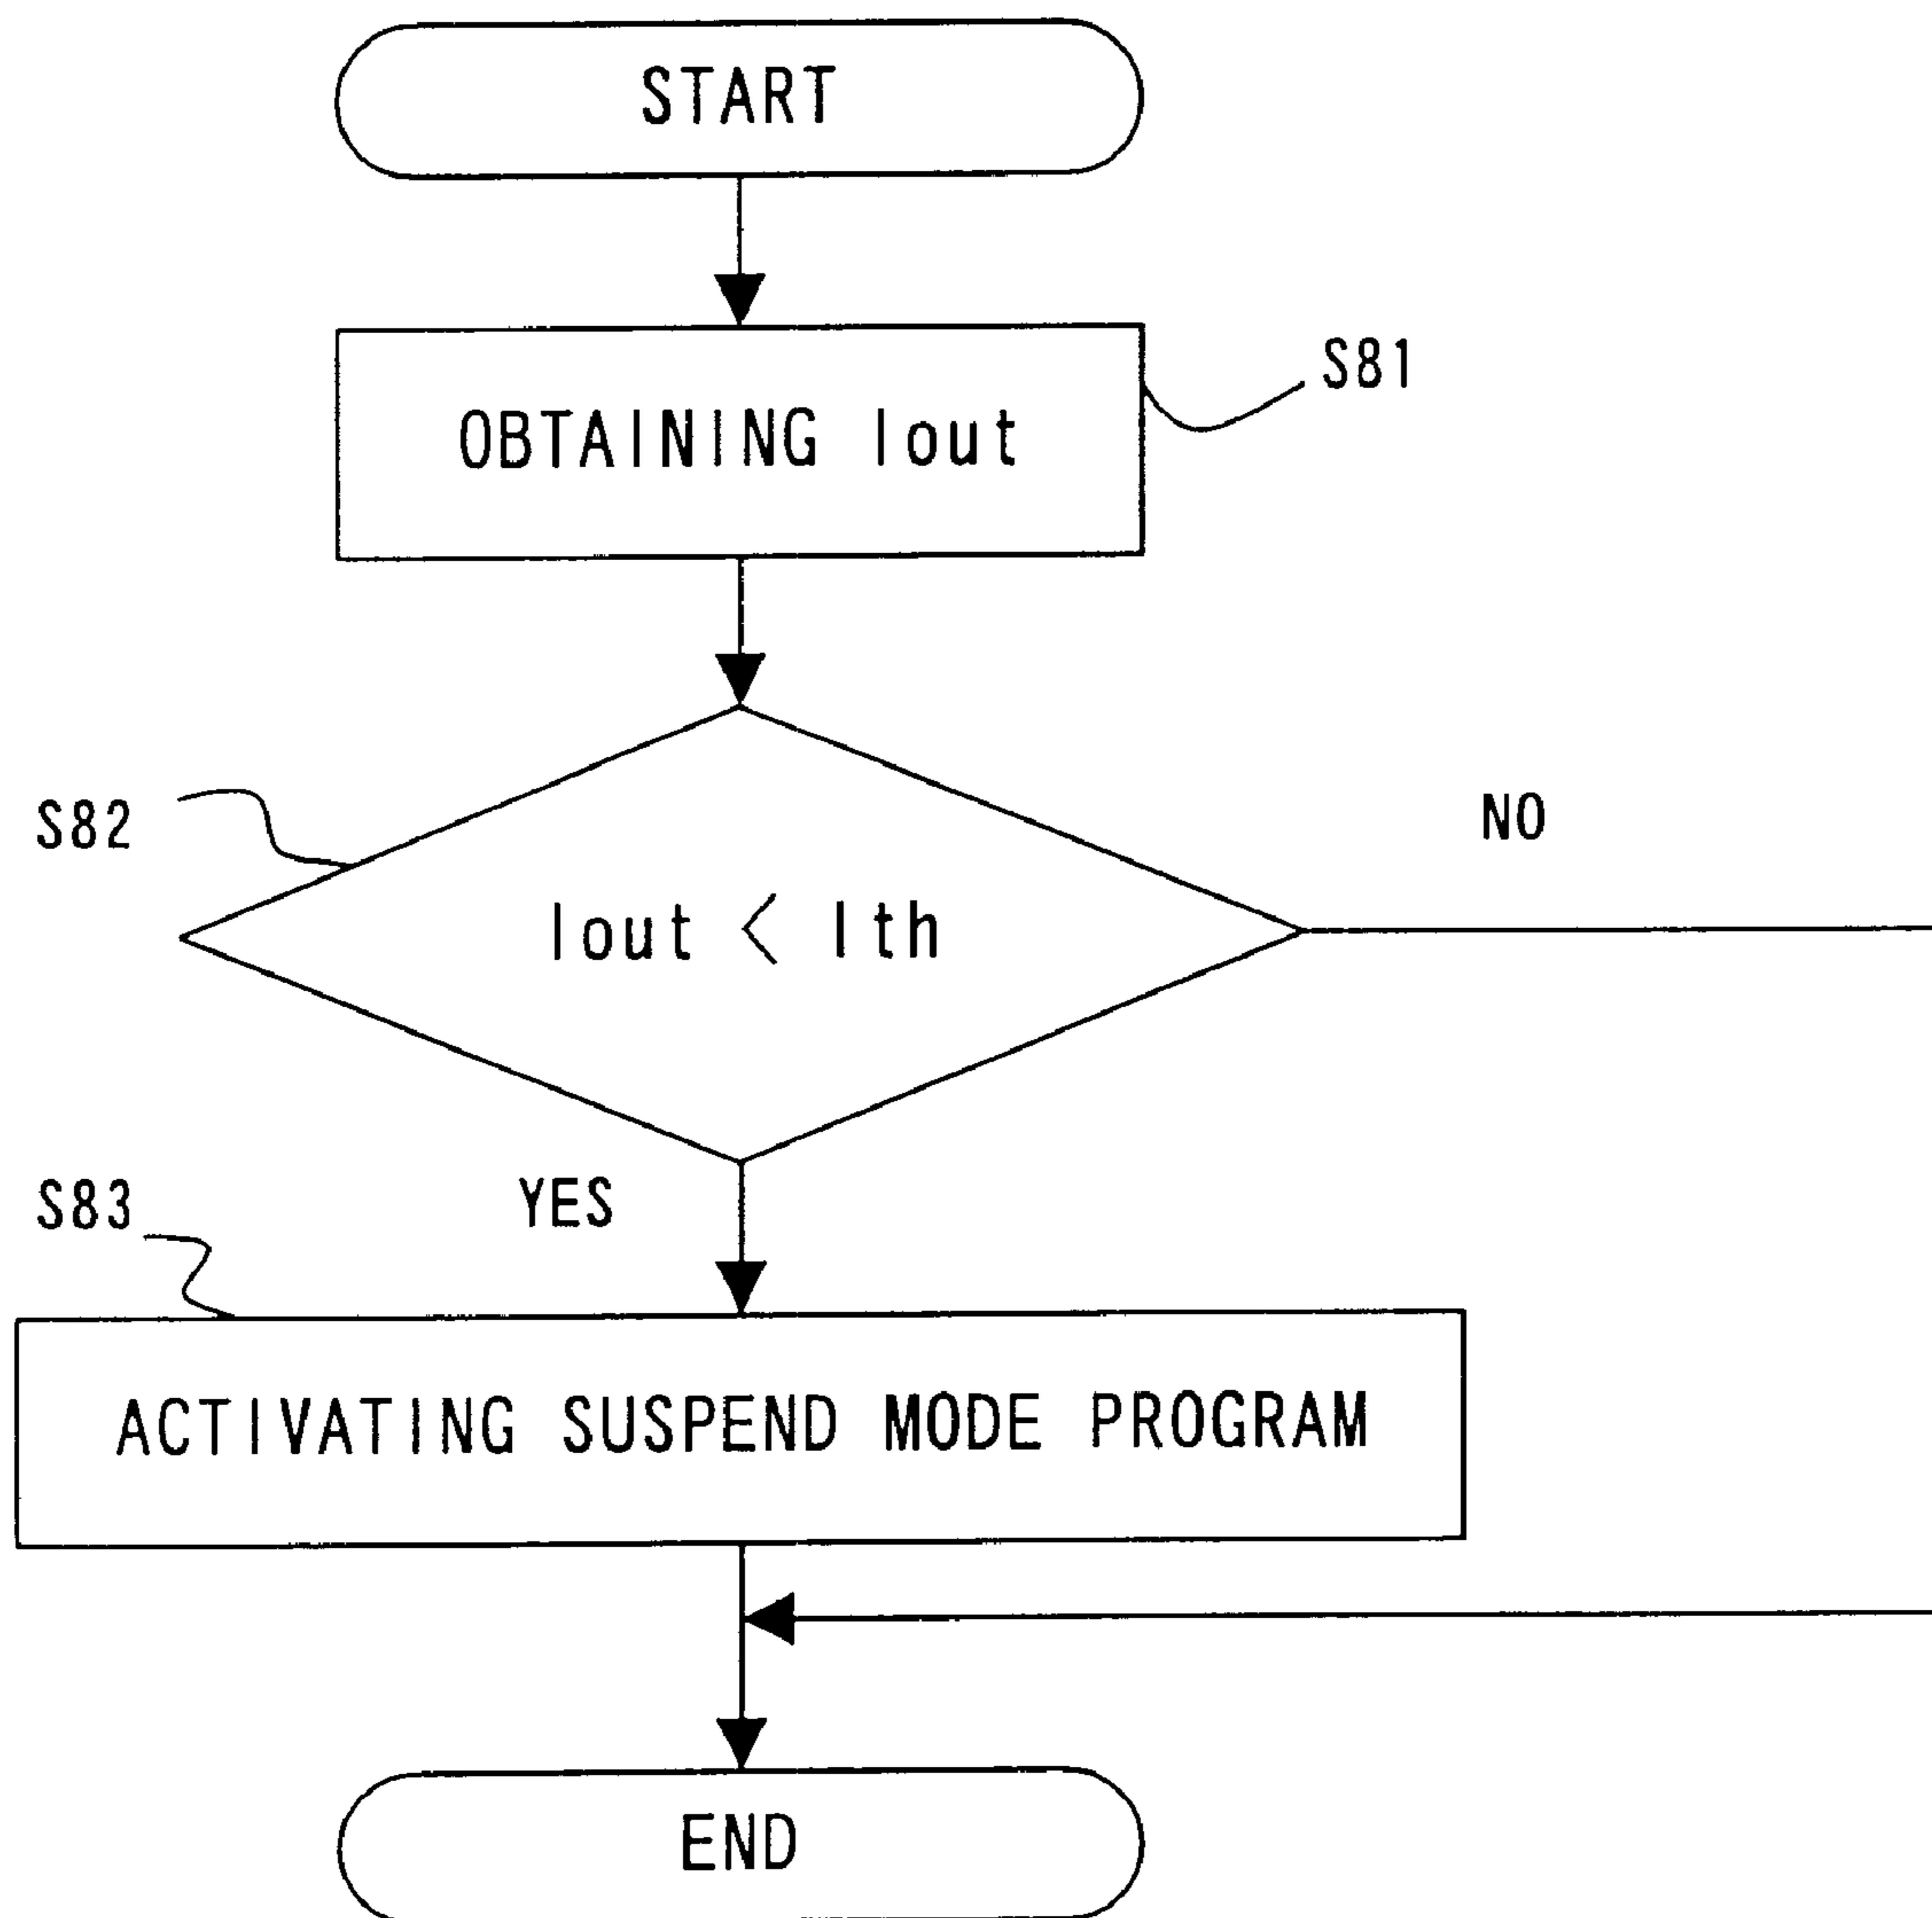 START
OBTAINING Iout
S81
S82
NO
Iout < Ith
S83
YES
ACTIVATING SUSPEND MODE PROGRAM
END